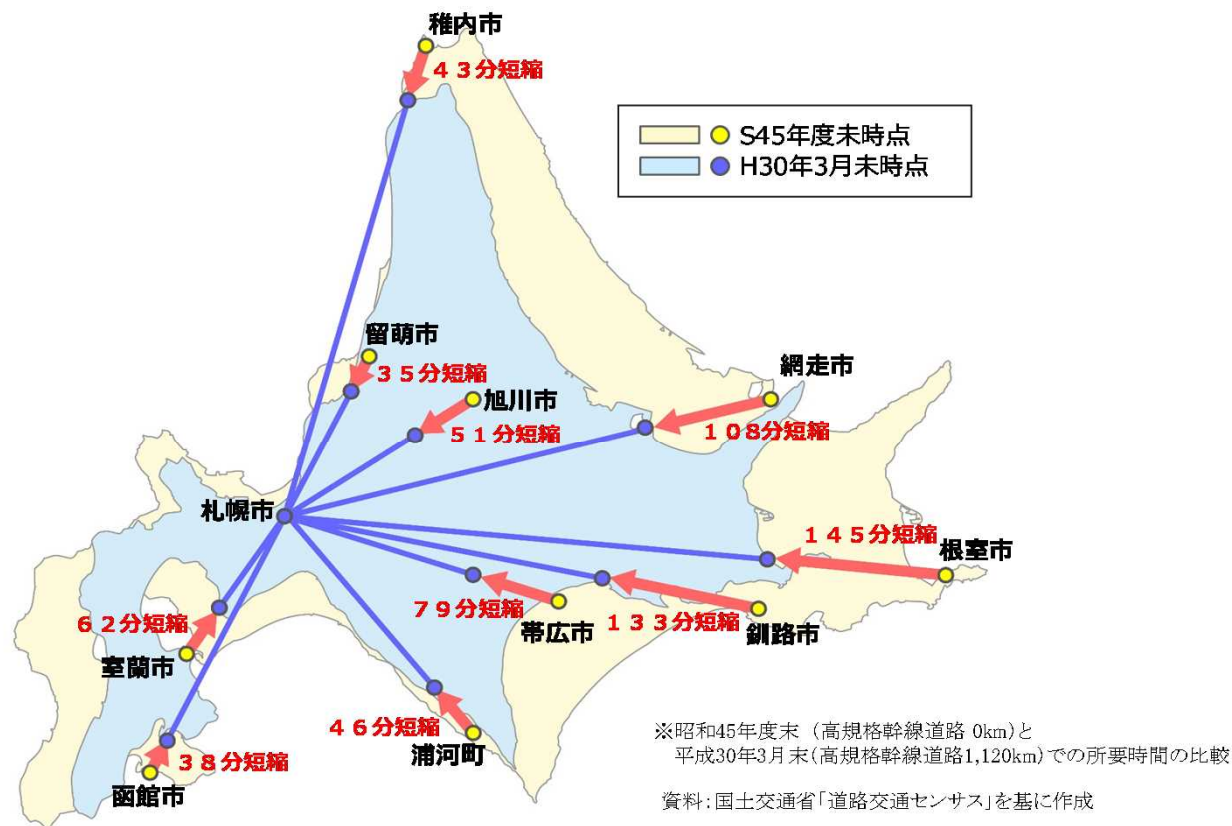 稚内市
43分短縮
S45年度未時点
H30年3月未時点
留萌市
35分短縮
旭川市
51分短縮
網走市
108分短縮
札幌市
145分短縮
根室市
62分短縮
79分短縮
133分短縮
帯広市
釧路市
室蘭市
46分短縮
浦河町
38分短縮
函館市
※昭和45年度末 (高規格幹線道路 0km)と
平成30年3月末(高規格幹線道路1,120km)での所要時間の比較
資料:国土交通省「道路交通センサス」を基に作成